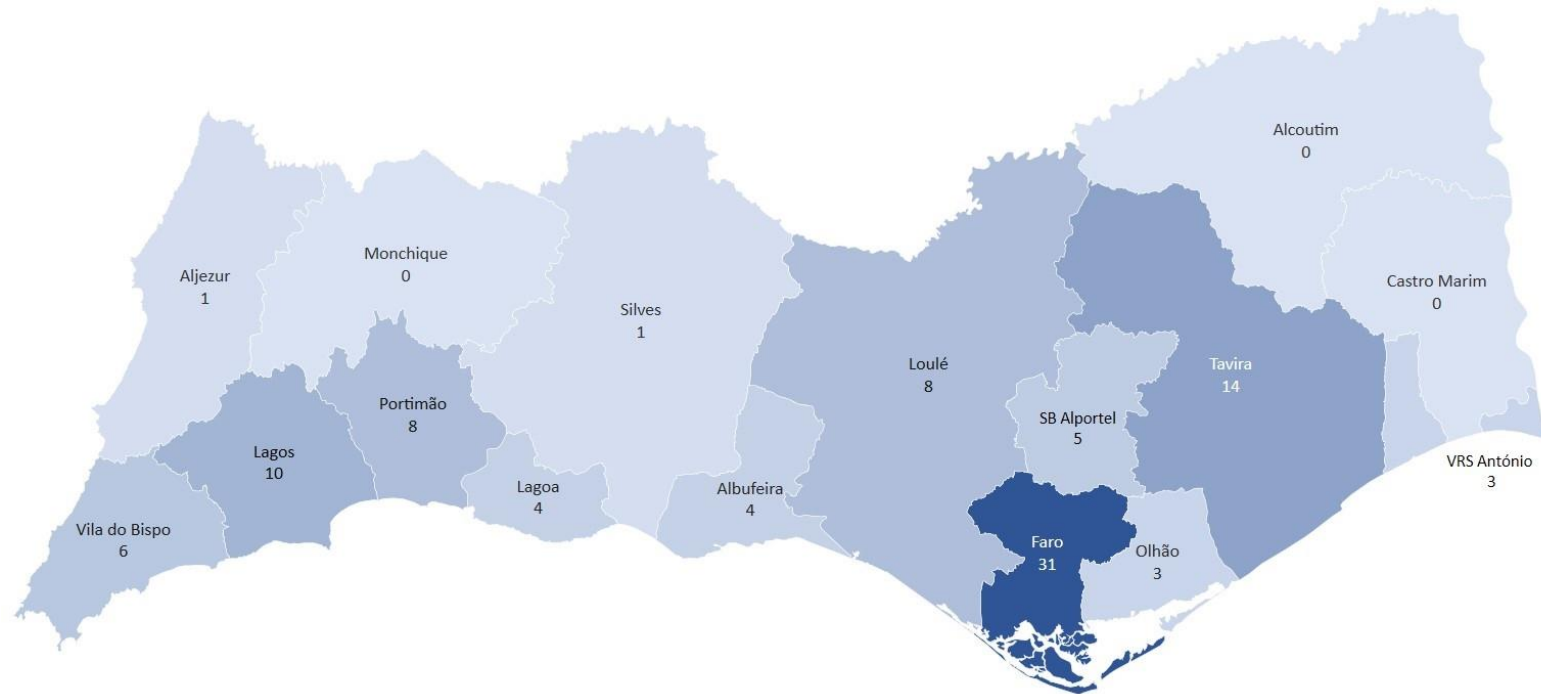 Alcoutim
0
Monchique
0
Aljezur
1
Castro Marim
0
Silves
1
Loulé
8
Tavira
14
Portimão
8
SB Alportel
5
Lagos
10
VRS António
3
Lagoa
4
Albufeira
4
Vila do Bispo
6
Faro
31
Olhão
3